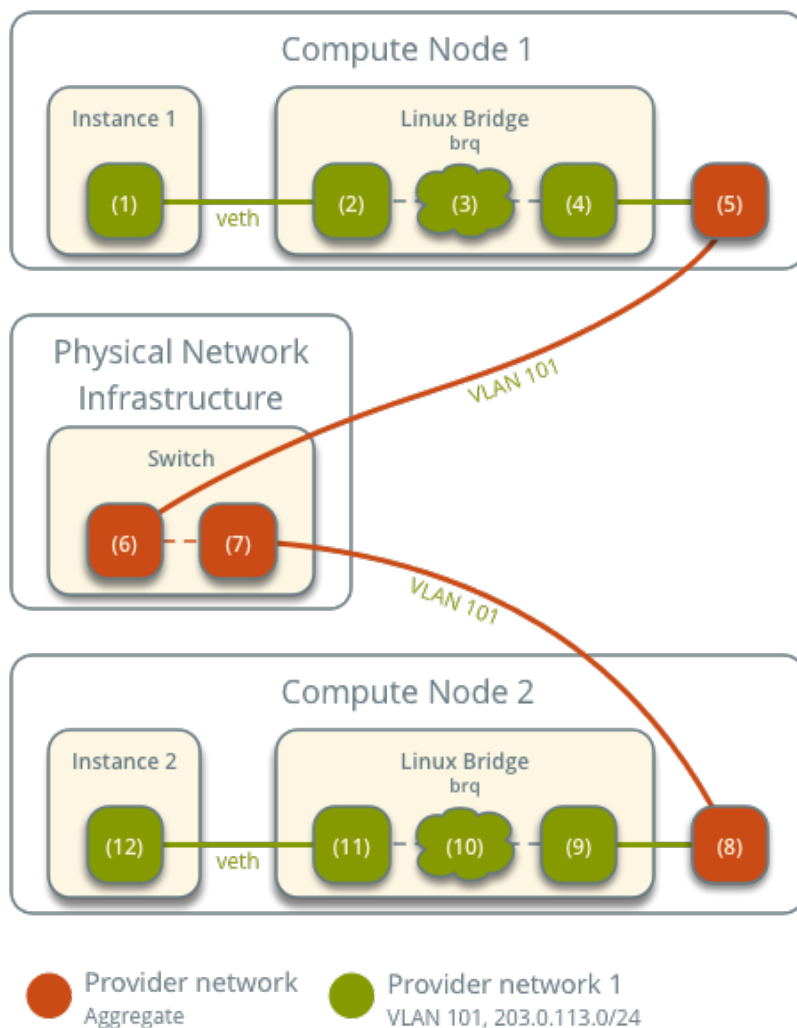 Compute Node 1
Instance 1
Linux Bridge
brq
(1)
(2)
(3)
(4)
(5)
veth
VLAN 101
Physical Network
Infrastructure
Switch
(6)
(7)
VLAN 101
Compute Node 2
Instance 2
Linux Bridge
brq
(12)
(11)
(10)
(9)
(8)
veth
Provider network
Aggregate
Provider network 1
VLAN 101, 203.0.113.0/24